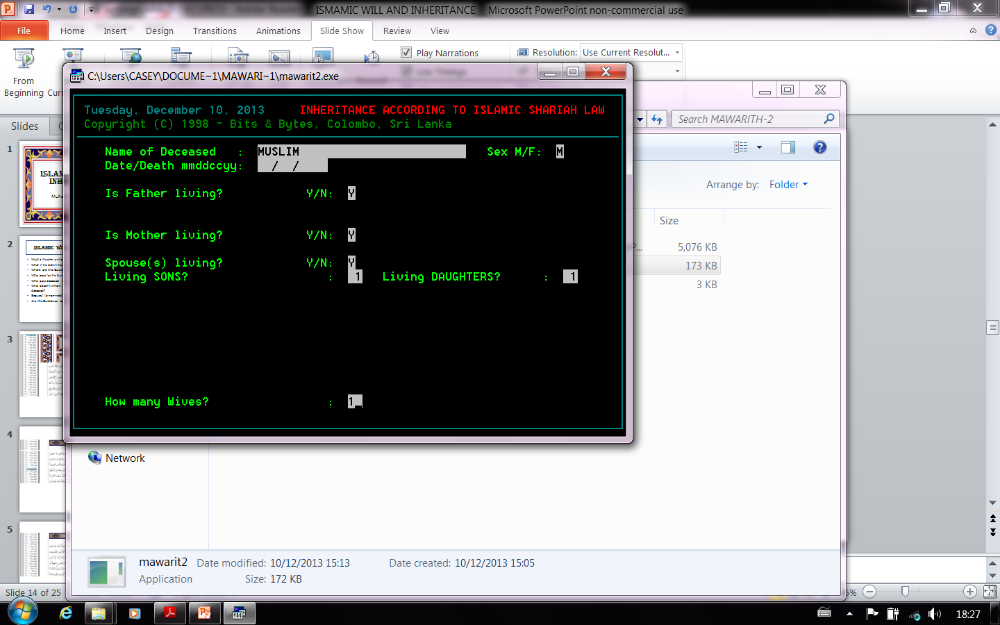 ISMAMIC WILL AND INHERITANCE - Microsoft PowerPoint non-commercial use
File Home Insert Design Transitions Animations Slide Show Review View
From Beginning
Play Narrations
Use Timings
Resolution: Use Current Resolut...
C:\Users\CASEY\DOCUME~1\MAWARI~1\mawarit2.exe
Tuesday, December 10, 2013 INHERITANCE ACCORDING TO ISLAMIC SHARIAH LAW
Copyright (C) 1998 - Bits & Bytes, Colombo, Sri Lanka
Name of Deceased : MUSLIM Sex M/F: M
Date/Death mmddccyy: / /
Is Father living? Y/N: Y
Is Mother living? Y/N: Y
Spouse(s) living? Y/N: Y
Living SONS? : 1 Living DAUGHTERS? : 1
How many Wives? : 1
Search MAWARITH-2
Arrange by: Folder
Size
5,076 KB
173 KB
3 KB
Slides
1
2
3
4
5
Network
mawarit2 Date modified: 10/12/2013 15:13 Date created: 10/12/2013 15:05
Application Size: 172 KB
Slide 14 of 25
18:27